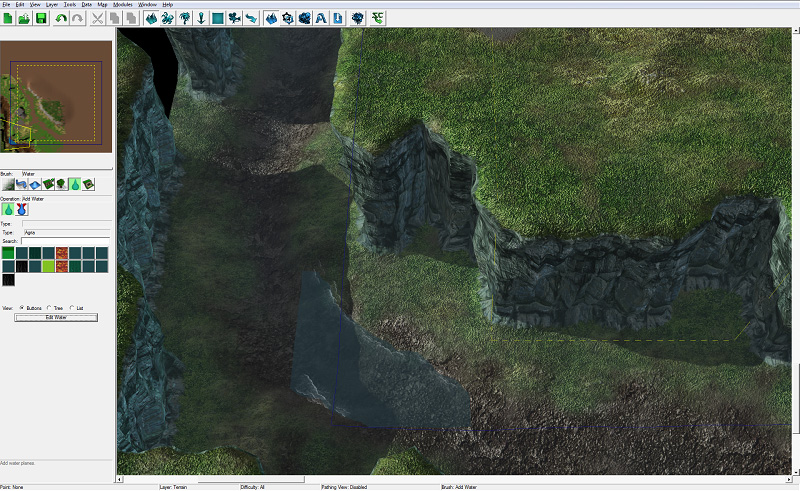 File Edit View Layer Tools Data Map Modules Window Help
Brush: Water
Operation: Add Water
Type:
Type: Agria
Search:
View: Buttons Tree List
Edit Water
Add water planes.
Point: None Layer: Terrain Difficulty: All Pathing View: Disabled Brush: Add Water